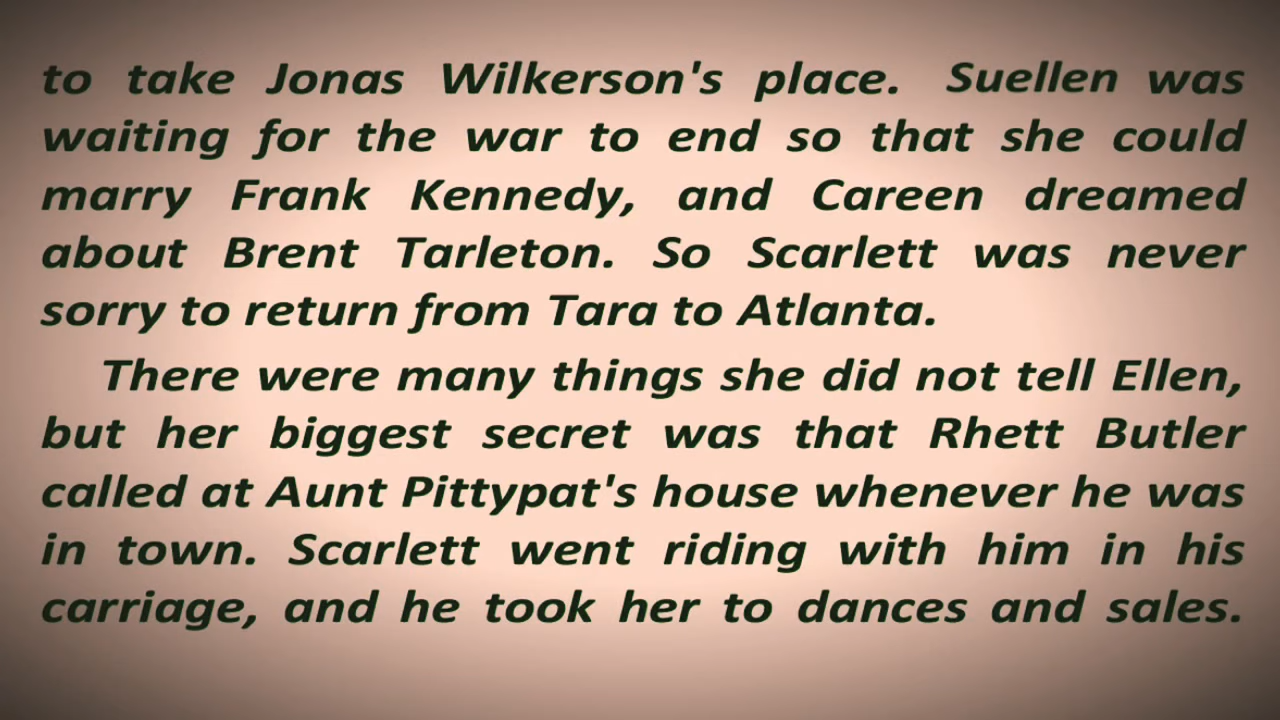 to take Jonas Wilkerson's place. Suellen was
waiting for the war to end so that she could
marry Frank Kennedy, and Careen dreamed
about Brent Tarleton. So Scarlett was never
sorry to return from Tara to Atlanta.
There were many things she did not tell Ellen,
but her biggest secret was that Rhett Butler
called at Aunt Pittypat's house whenever he was
in town. Scarlett went riding with him in his
carriage, and he took her to dances and sales.